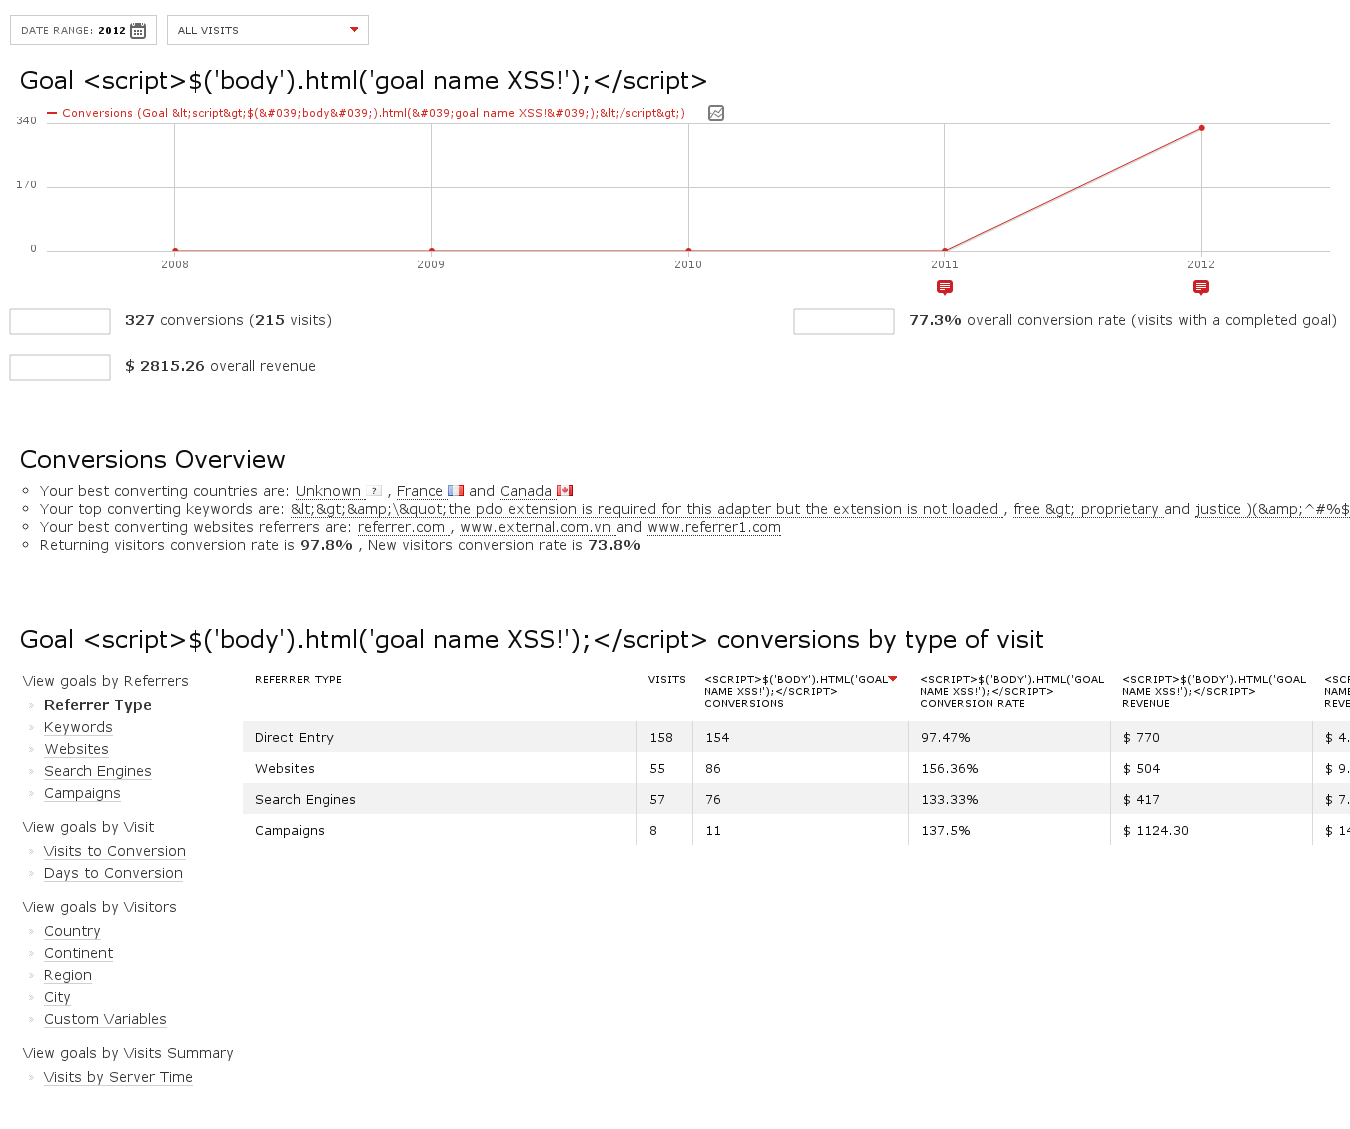 DATE RANGE: 2012 ALL VISITS
Goal <script>$('body').html('goal name XSS!');</script>
Conversions (Goal &lt;script&gt;$(&#039;body&#039;).html(&#039;goal name XSS!&#039;);&lt;/script&gt;)
340
170
0
2008 2009 2010 2011 2012
327 conversions (215 visits) 77.3% overall conversion rate (visits with a completed goal)
$ 2815.26 overall revenue
Conversions Overview
Your best converting countries are: Unknown ? , France and Canada
Your top converting keywords are: &lt;&gt;&amp;\&quot;the pdo extension is required for this adapter but the extension is not loaded , free &gt; proprietary and justice )(&amp;^#%$
Your best converting websites referrers are: referrer.com , www.external.com.vn and www.referrer1.com
Returning visitors conversion rate is 97.8% , New visitors conversion rate is 73.8%
Goal <script>$('body').html('goal name XSS!');</script> conversions by type of visit
View goals by Referrers
» Referrer Type
» Keywords
» Websites
» Search Engines
» Campaigns
View goals by Visit
» Visits to Conversion
» Days to Conversion
View goals by Visitors
» Country
» Continent
» Region
» City
» Custom Variables
View goals by Visits Summary
» Visits by Server Time
REFERRER TYPE VISITS <SCRIPT>$('BODY').HTML('GOAL <SCRIPT>$('BODY').HTML('GOAL <SCRIPT>$('BODY').HTML('GOAL <SCR
NAME XSS!');</SCRIPT> NAME XSS!');</SCRIPT> NAME XSS!');</SCRIPT> NAME
CONVERSIONS CONVERSION RATE REVENUE REVE
Direct Entry 158 154 97.47% $ 770 $ 4.
Websites 55 86 156.36% $ 504 $ 9.
Search Engines 57 76 133.33% $ 417 $ 7.
Campaigns 8 11 137.5% $ 1124.30 $ 14